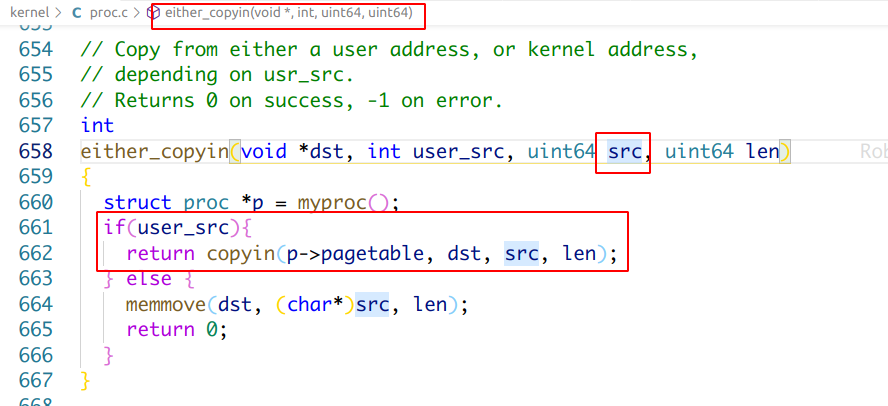 kernel > C proc.c > either_copyin(void *, int, uint64, uint64)
653
654 // Copy from either a user address, or kernel address,
655 // depending on usr_src.
656 // Returns 0 on success, -1 on error.
657 int
658 either_copyin(void *dst, int user_src, uint64 src, uint64 len) Rob
659 {
660   struct proc *p = myproc();
661   if(user_src){
662     return copyin(p->pagetable, dst, src, len);
663   } else {
664     memmove(dst, (char*)src, len);
665     return 0;
666   }
667 }
668